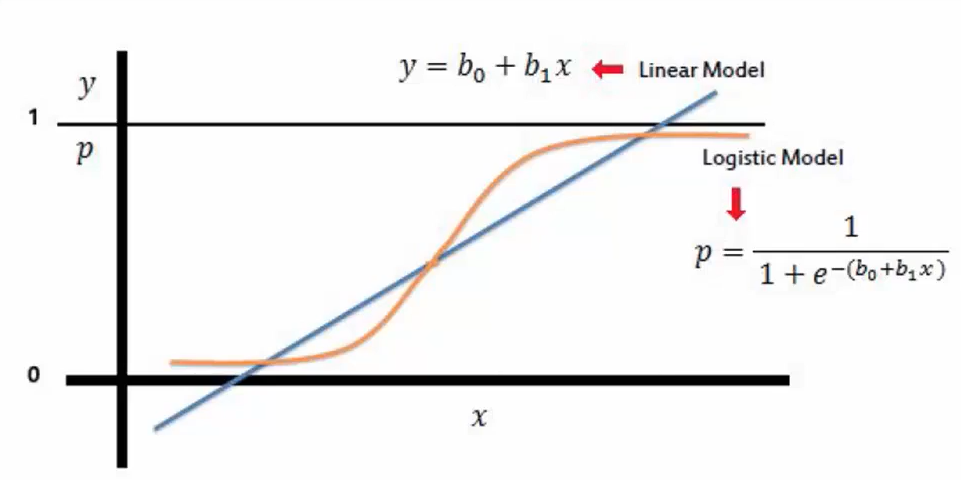 y = b₀ + b₁x
Linear Model
y
1
p
Logistic Model
p = 1 / (1 + e^−(b₀+b₁x))
0
x